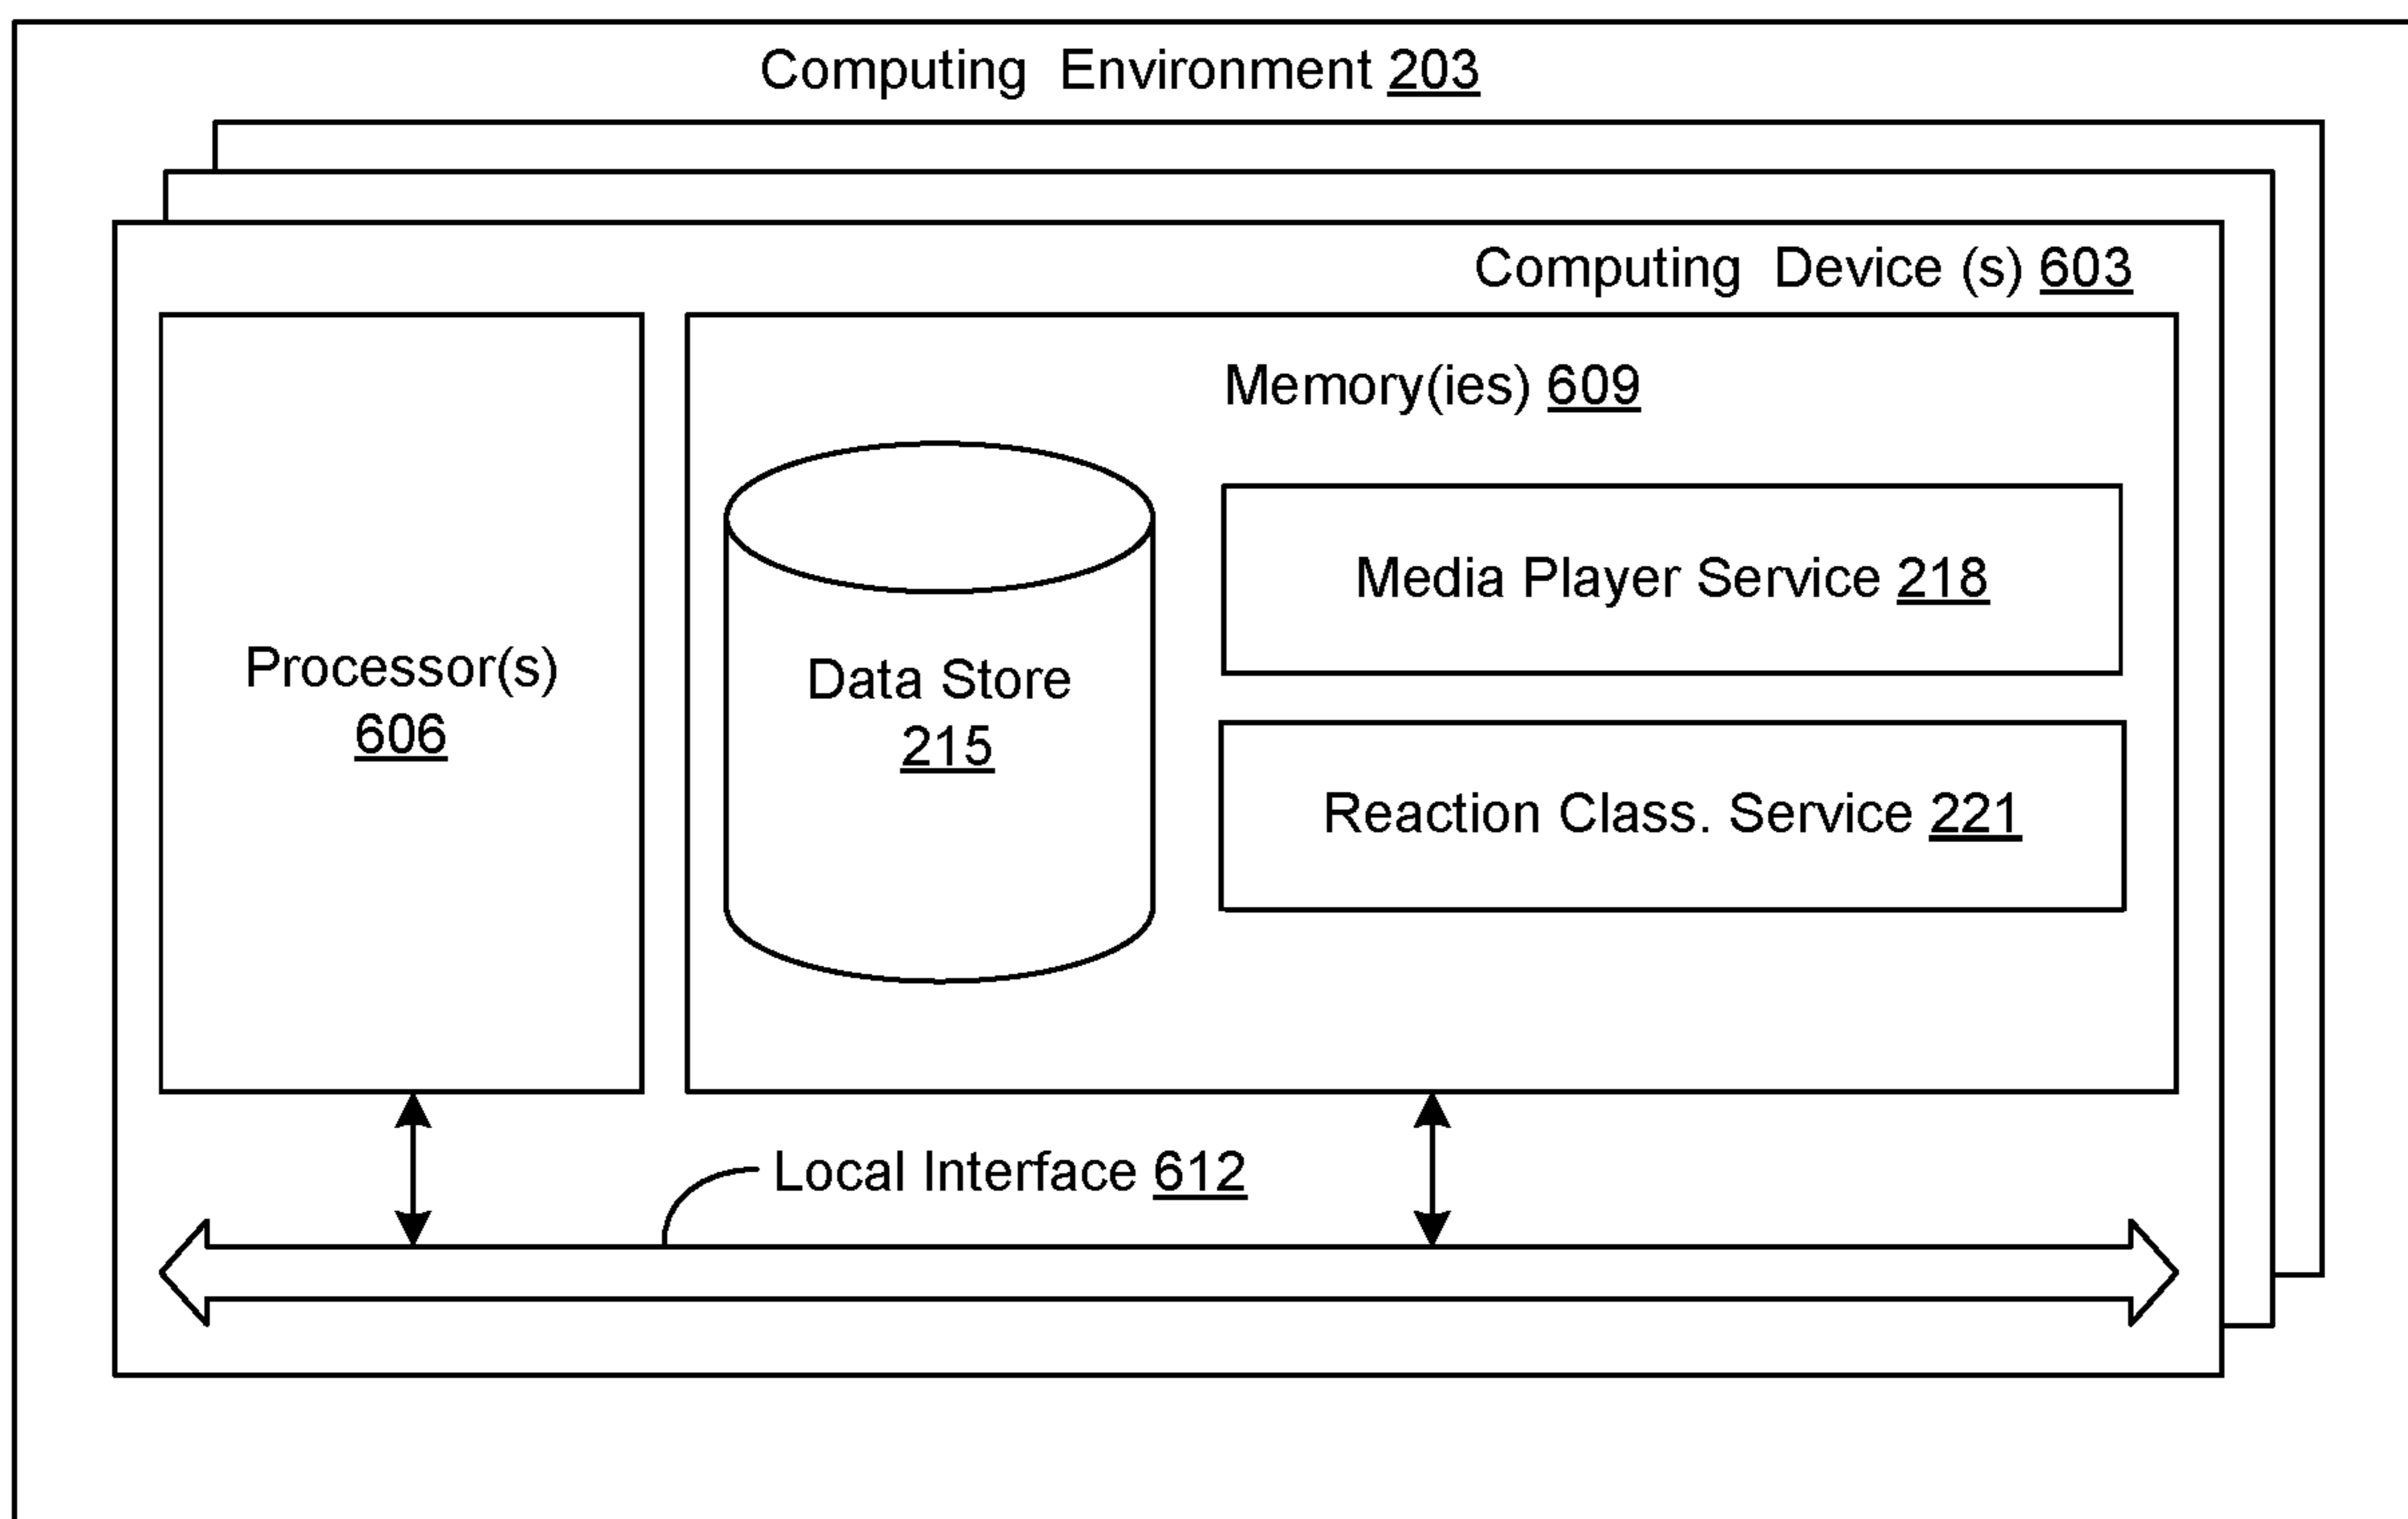 Computing Environment 203
Computing Device (s) 603
Memory(ies) 609
Processor(s)
606
Data Store
215
Media Player Service 218
Reaction Class. Service 221
Local Interface 612